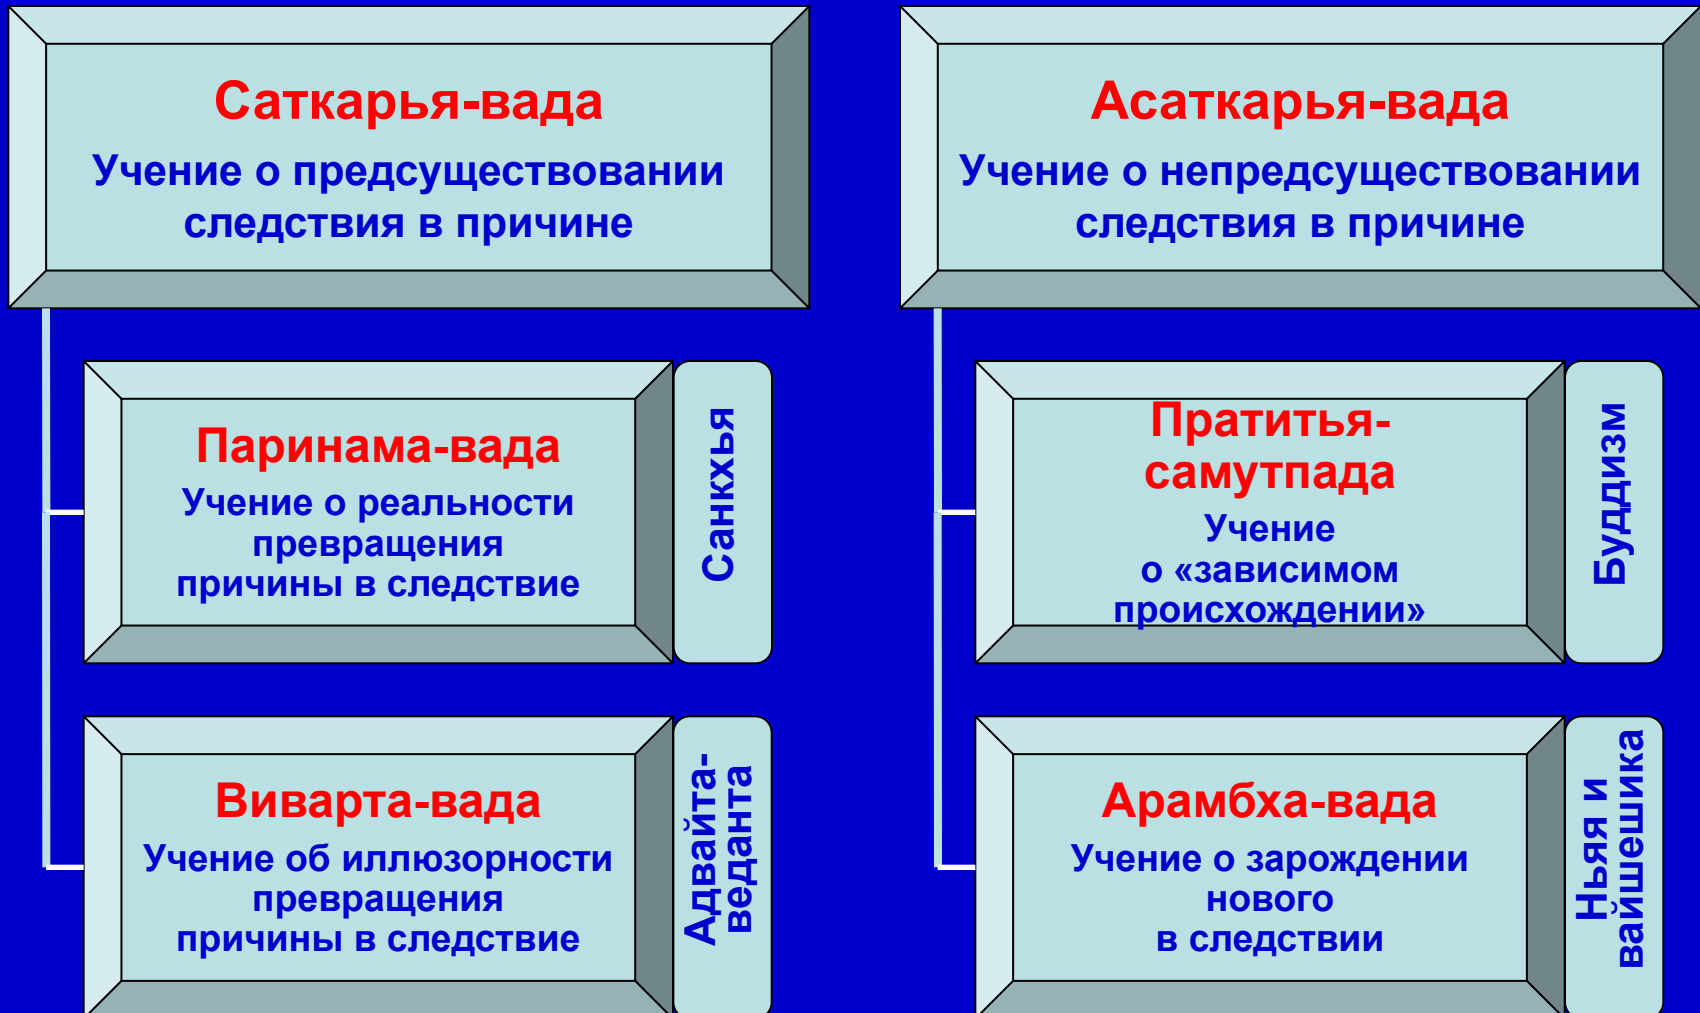 Саткарья-вада
Учение о предсуществовании
следствия в причине
Паринама-вада
Учение о реальности
превращения
причины в следствие
Санкхья
Виварта-вада
Учение об иллюзорности
превращения
причины в следствие
Адвайта-
веданта
Асаткарья-вада
Учение о непредсуществовании
следствия в причине
Пратитья-
самутпада
Учение
о «зависимом
происхождении»
Буддизм
Арамбха-вада
Учение о зарождении
нового
в следствии
Ньяя и
вайшешика